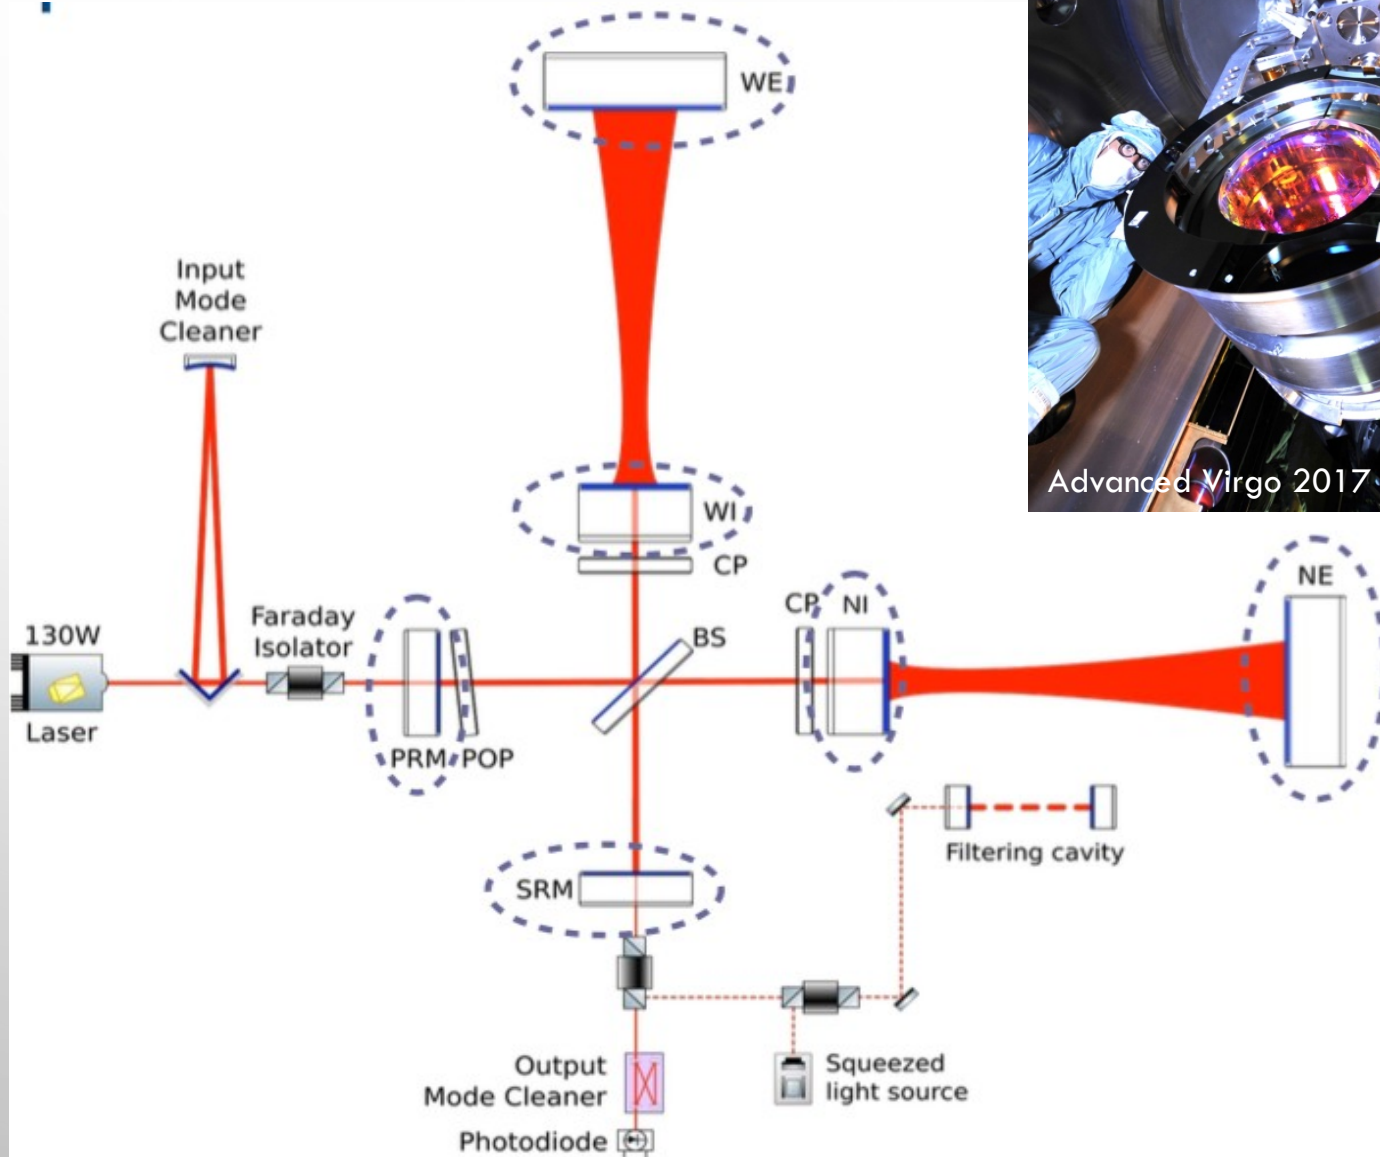 WE
Advanced Virgo 2017
Input
Mode
Cleaner
WI
CP
130W
Laser
Faraday
Isolator
PRM
POP
BS
CP
NI
NE
SRM
Filtering cavity
Output
Mode Cleaner
Squeezed
light source
Photodiode